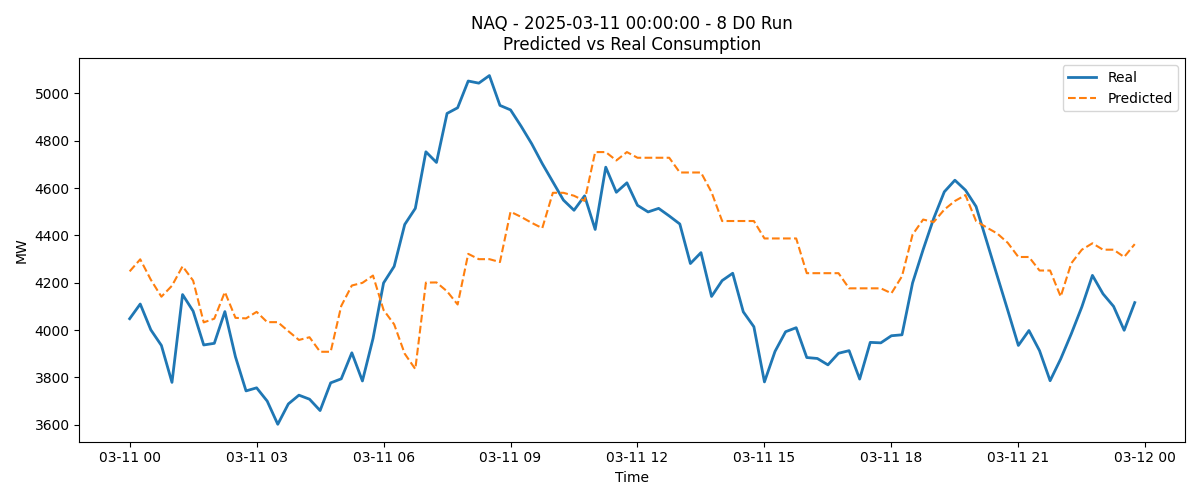 NAQ - 2025-03-11 00:00:00 - 8 D0 Run
Predicted vs Real Consumption
Real
Predicted
MW
5000
4800
4600
4400
4200
4000
3800
3600
03-11 00
03-11 03
03-11 06
03-11 09
03-11 12
03-11 15
03-11 18
03-11 21
03-12 00
Time